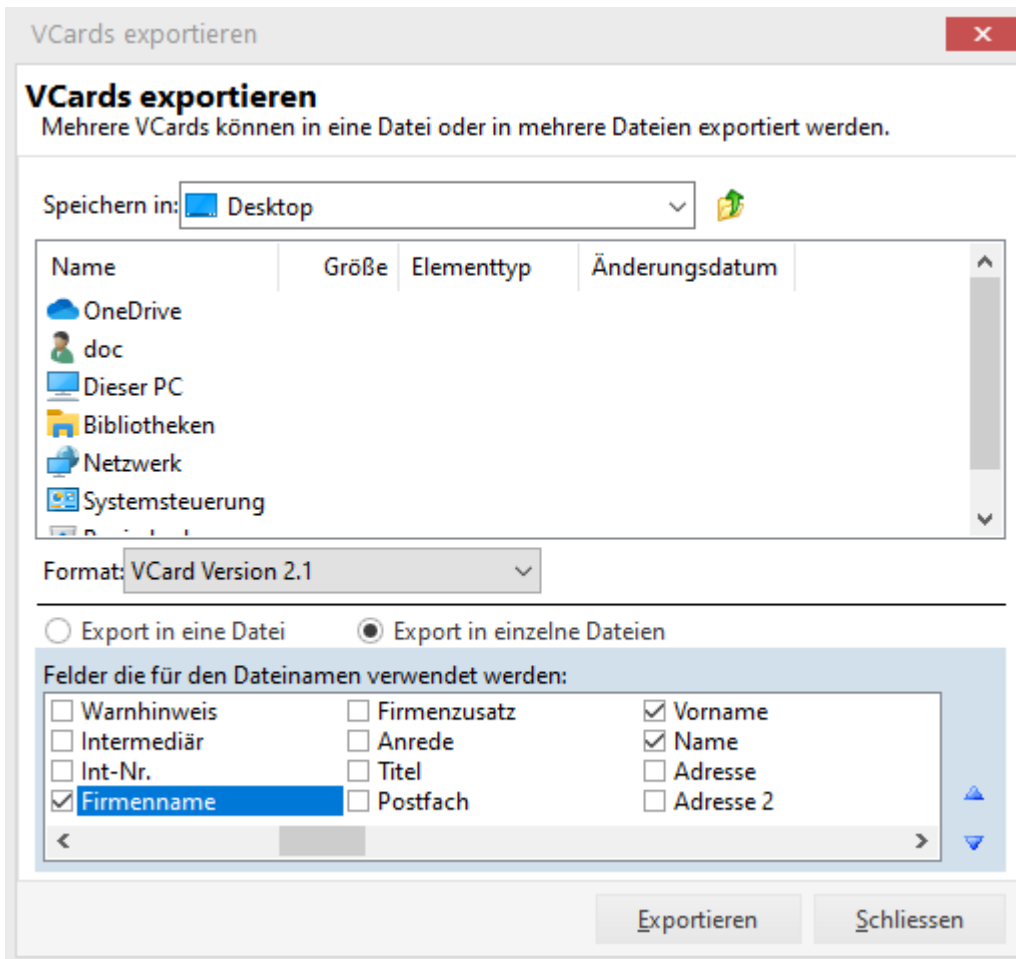 VCards exportieren
VCards exportieren
Mehrere VCards können in eine Datei oder in mehrere Dateien exportiert werden.
Speichern in: Desktop
Name Größe Elementtyp Änderungsdatum
OneDrive
doc
Dieser PC
Bibliotheken
Netzwerk
Systemsteuerung
Format: VCard Version 2.1
Export in eine Datei Export in einzelne Dateien
Felder die für den Dateinamen verwendet werden:
Warnhinweis Firmenzusatz Vorname
Intermediär Anrede Name
Int-Nr. Titel Adresse
Firmenname Postfach Adresse 2
Exportieren Schliessen